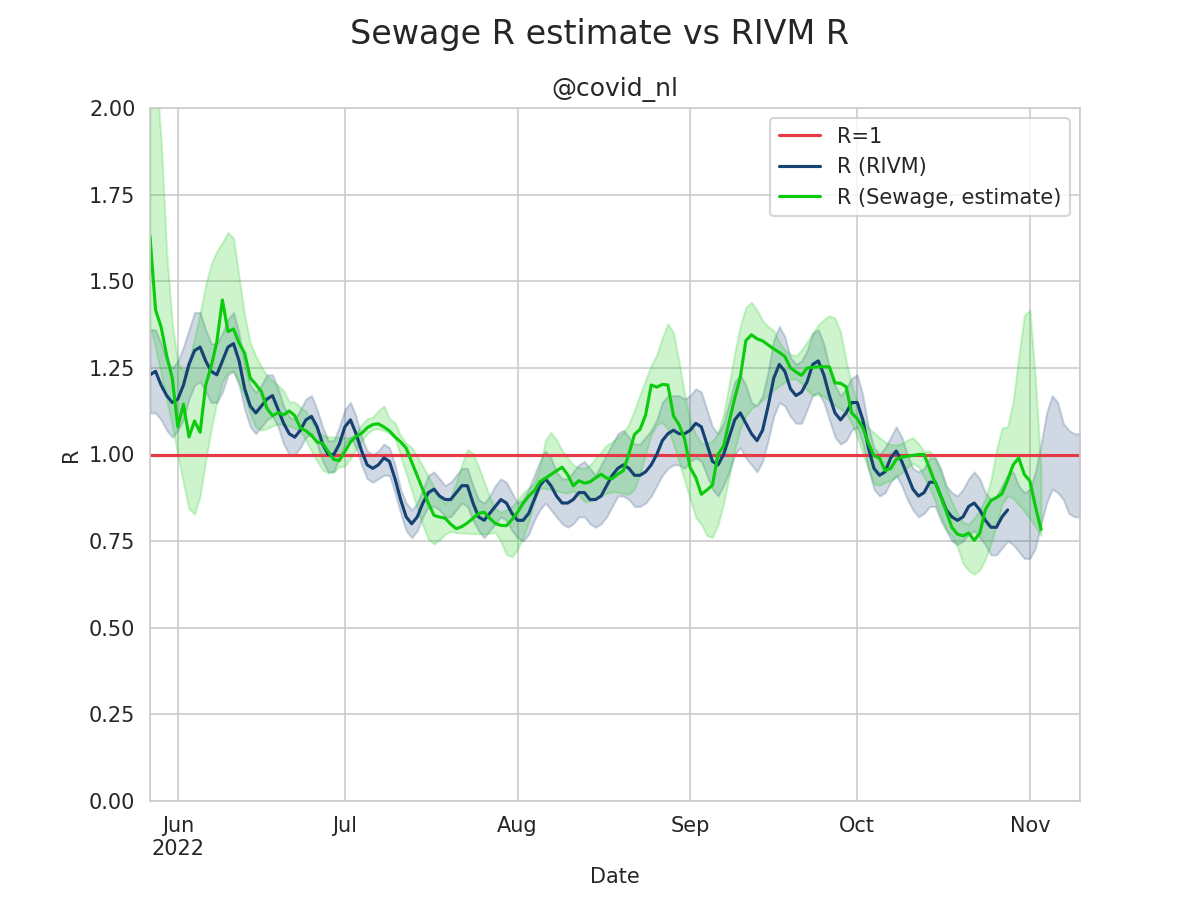 Sewage R estimate vs RIVM R
@covid_nl
R=1
R (RIVM)
R (Sewage, estimate)
2.00
1.75
1.50
1.25
1.00
0.75
0.50
0.25
0.00
R
Jun Jul Aug Sep Oct Nov
2022
Date